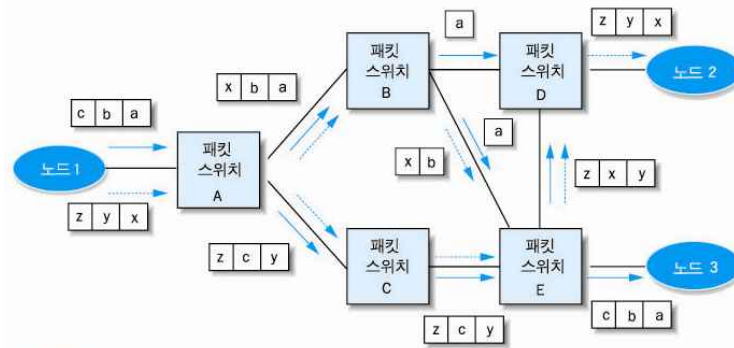 a
z y x
패킷
스위치
B
패킷
스위치
D
노드 2
x b a
c b a
a
패킷
스위치
A
노드 1
x b
z x y
z y x
z c y
패킷
스위치
C
패킷
스위치
E
노드 3
z c y
c b a